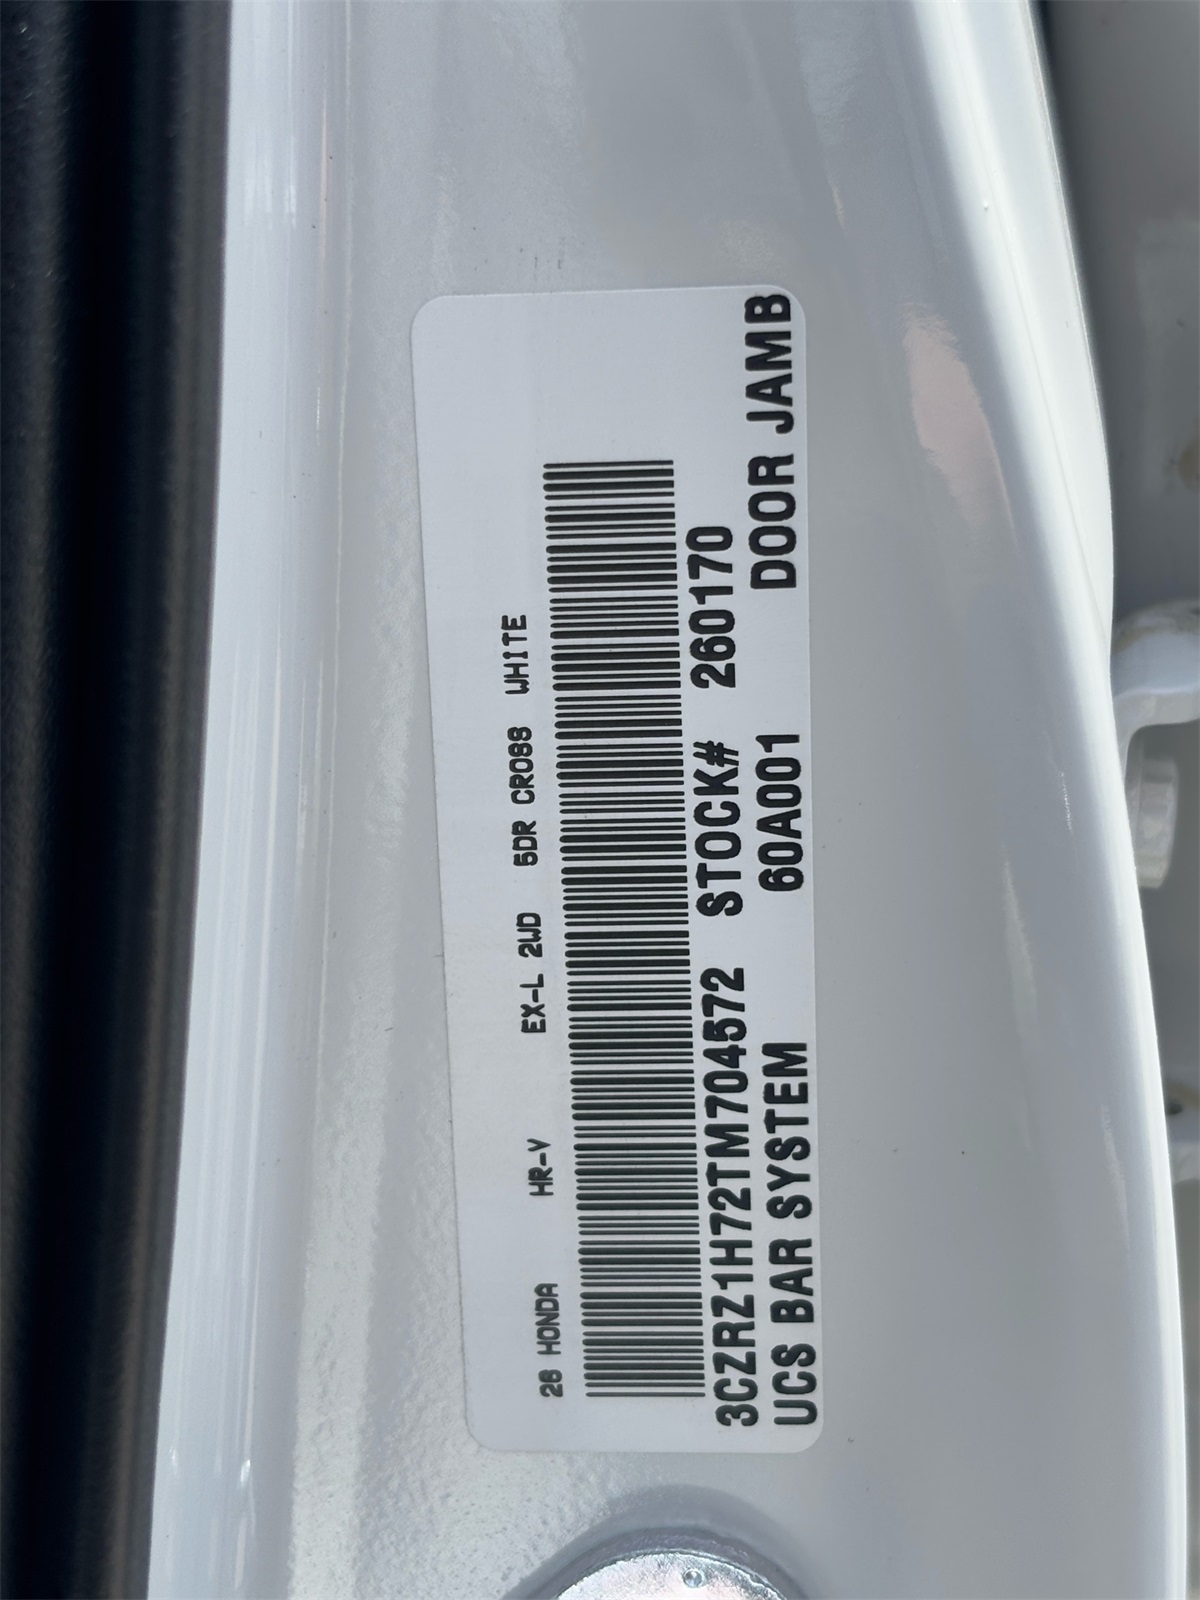 26 HONDA HR-V EX-L 2WD 5DR CROSS WHITE
3CZRZ1H72TM704572 STOCK# 260170
UCS BAR SYSTEM 60A001 DOOR JAMB